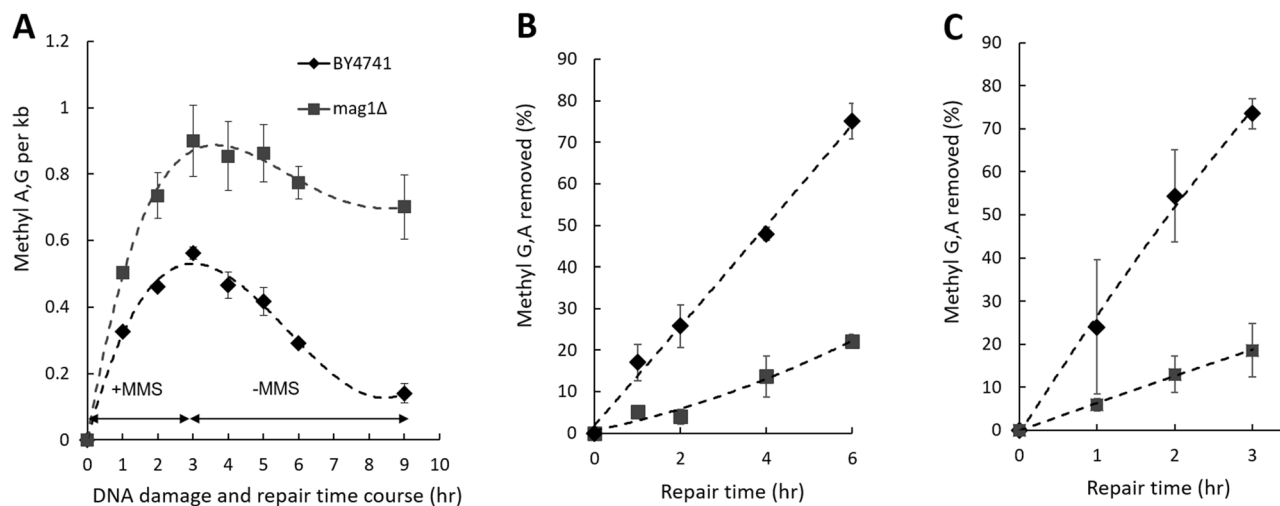 A
Methyl A,G per kb
1.2
1
0.8
0.6
0.4
0.2
0
BY4741
mag1Δ
+MMS
-MMS
0 1 2 3 4 5 6 7 8 9 10
DNA damage and repair time course (hr)
B
Methyl G,A removed (%)
90
80
70
60
50
40
30
20
10
0
0 2 4 6
Repair time (hr)
C
Methyl G,A removed (%)
90
80
70
60
50
40
30
20
10
0
0 1 2 3
Repair time (hr)